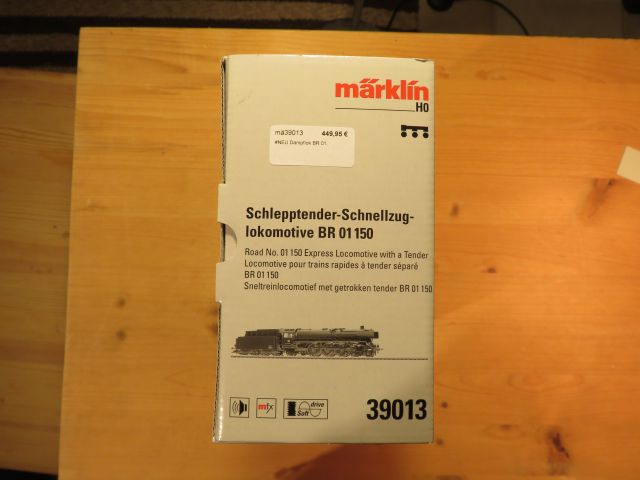 märklin
H0
ma39013 449,95 €
#NEU Dampflok BR 01
Schlepptender-Schnellzug-
lokomotive BR 01 150
Road No. 01 150 Express Locomotive with a Tender
Locomotive pour trains rapides à tender séparé
BR 01 150
Sneltreinlocomotief met getrokken tender BR 01 150
mfx
Soft drive
39013